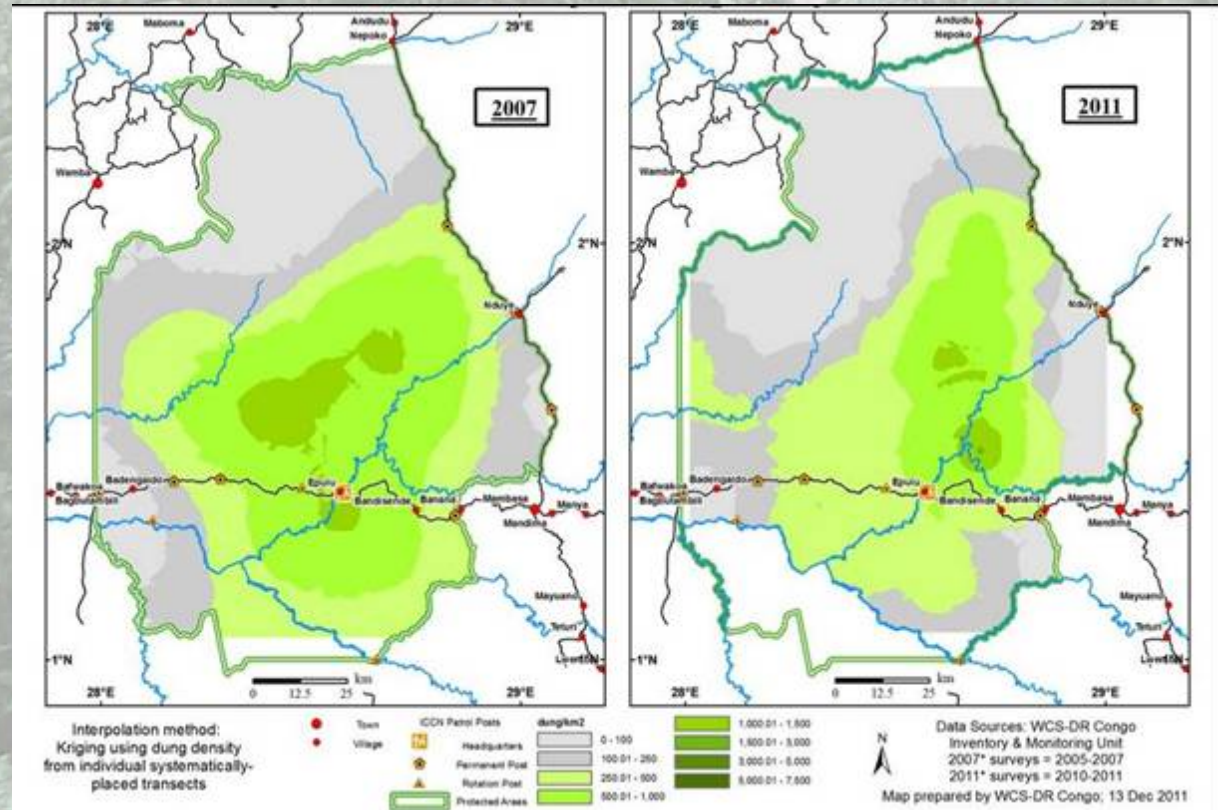 28°E
Maboma
Andudu
Nepoko
29°E
2007
Wamba
2°N
Nduye
Badengaido
Epulu
Bandisende
Banana
Mambasa
Mandima
Manya
Mayuano
Teturi
1°N
0 12.5 25 km
28°E
29°E
28°E
Maboma
Andudu
Nepoko
29°E
2011
Wamba
2°N
Nduye
Badengaido
Epulu
Bandisende
Banana
Mambasa
Mandima
Manya
Mayuano
Teturi
1°N
0 12.5 25 km
28°E
29°E
Interpolation method:
Kriging using dung density
from individual systematically-
placed transects
Town
Village
ICCN Patrol Posts
Headquarters
Permanent Post
Rotation Post
Protected Areas
dung/km2
0 - 100
100.01 - 250
250.01 - 500
500.01 - 1,000
1,000.01 - 1,500
1,500.01 - 3,000
3,000.01 - 5,000
5,000.01 - 7,500
N
Data Sources: WCS-DR Congo
Inventory & Monitoring Unit
2007* surveys = 2005-2007
2011* surveys = 2010-2011
Map prepared by WCS-DR Congo; 13 Dec 2011